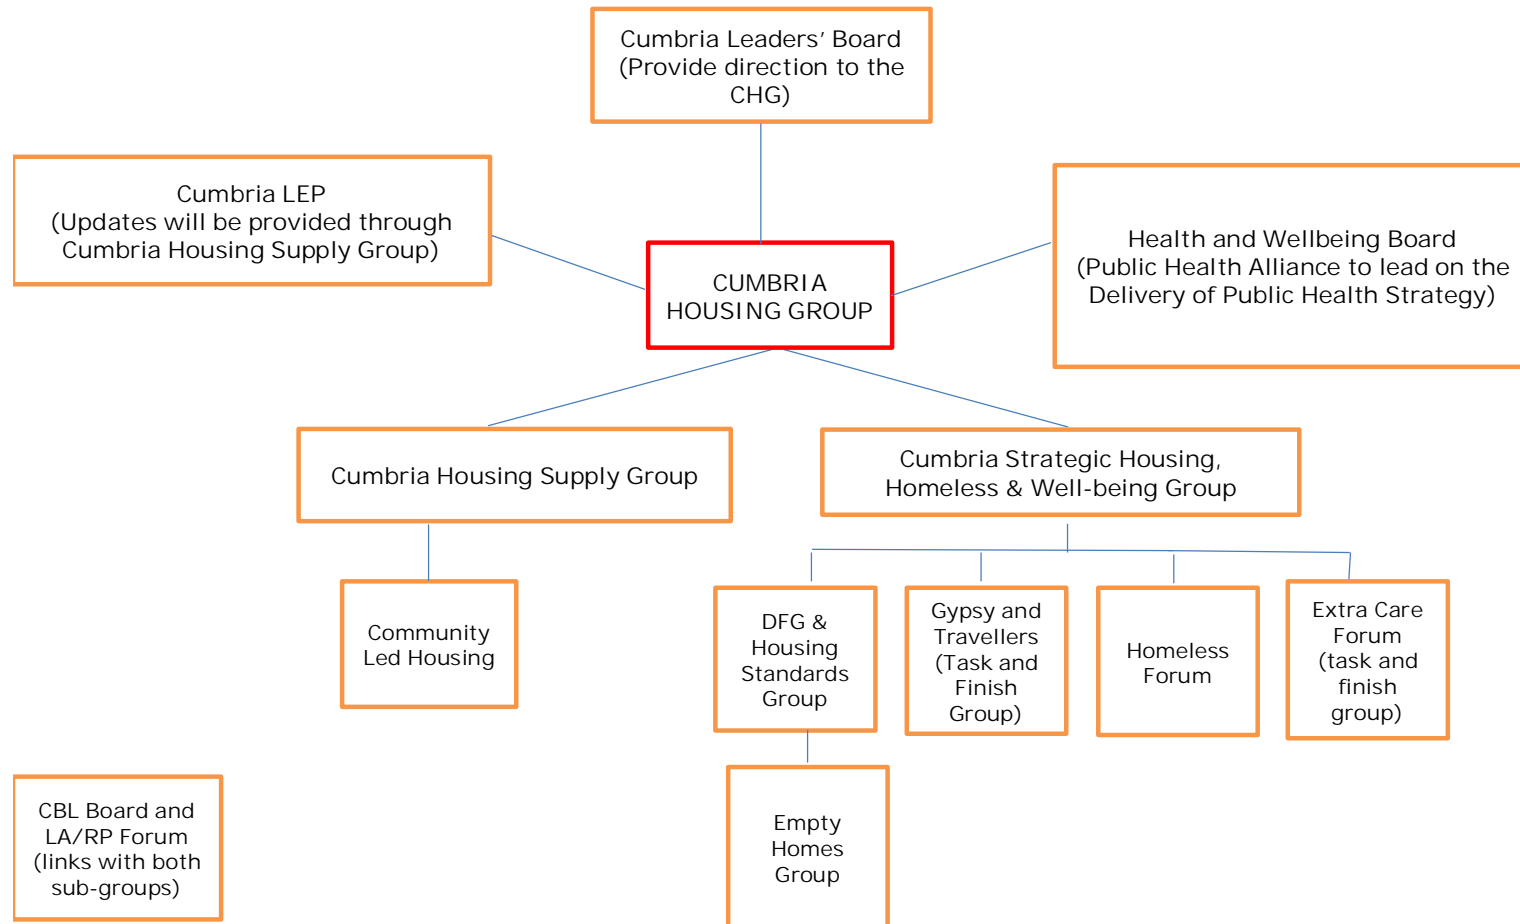 Cumbria Leaders’ Board
(Provide direction to the
CHG)
Cumbria LEP
(Updates will be provided through
Cumbria Housing Supply Group)
Health and Wellbeing Board
(Public Health Alliance to lead on the
Delivery of Public Health Strategy)
CUMBRIA
HOUSING GROUP
Cumbria Housing Supply Group
Cumbria Strategic Housing,
Homeless & Well-being Group
Community
Led Housing
DFG &
Housing
Standards
Group
Gypsy and
Travellers
(Task and
Finish
Group)
Homeless
Forum
Extra Care
Forum
(task and
finish
group)
CBL Board and
LA/RP Forum
(links with both
sub-groups)
Empty
Homes
Group